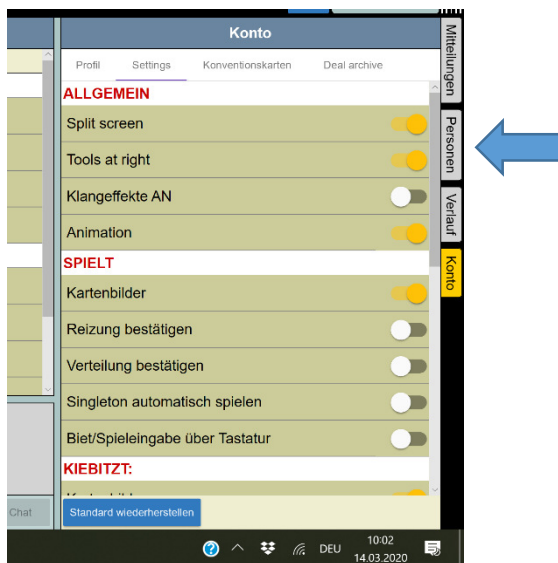 Konto
Profil Settings Konventionskarten Deal archive
ALLGEMEIN
Split screen
Tools at right
Klangeffekte AN
Animation
SPIELT
Kartenbilder
Reizung bestätigen
Verteilung bestätigen
Singleton automatisch spielen
Biet/Spieleingabe über Tastatur
KIEBITZT:
Standard wiederherstellen
Chat
Mitteilungen
Personen
Verlauf
Konto
DEU
10:02
14.03.2020